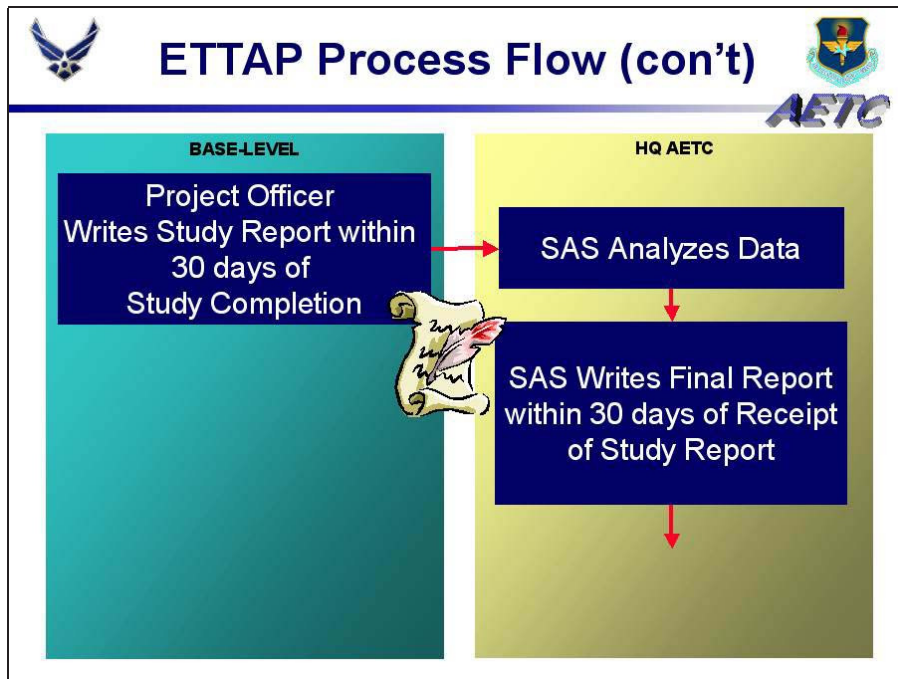 ETTAP Process Flow (con't)
AETC
BASE-LEVEL
Project Officer
Writes Study Report within
30 days of
Study Completion
HQ AETC
SAS Analyzes Data
SAS Writes Final Report
within 30 days of Receipt
of Study Report